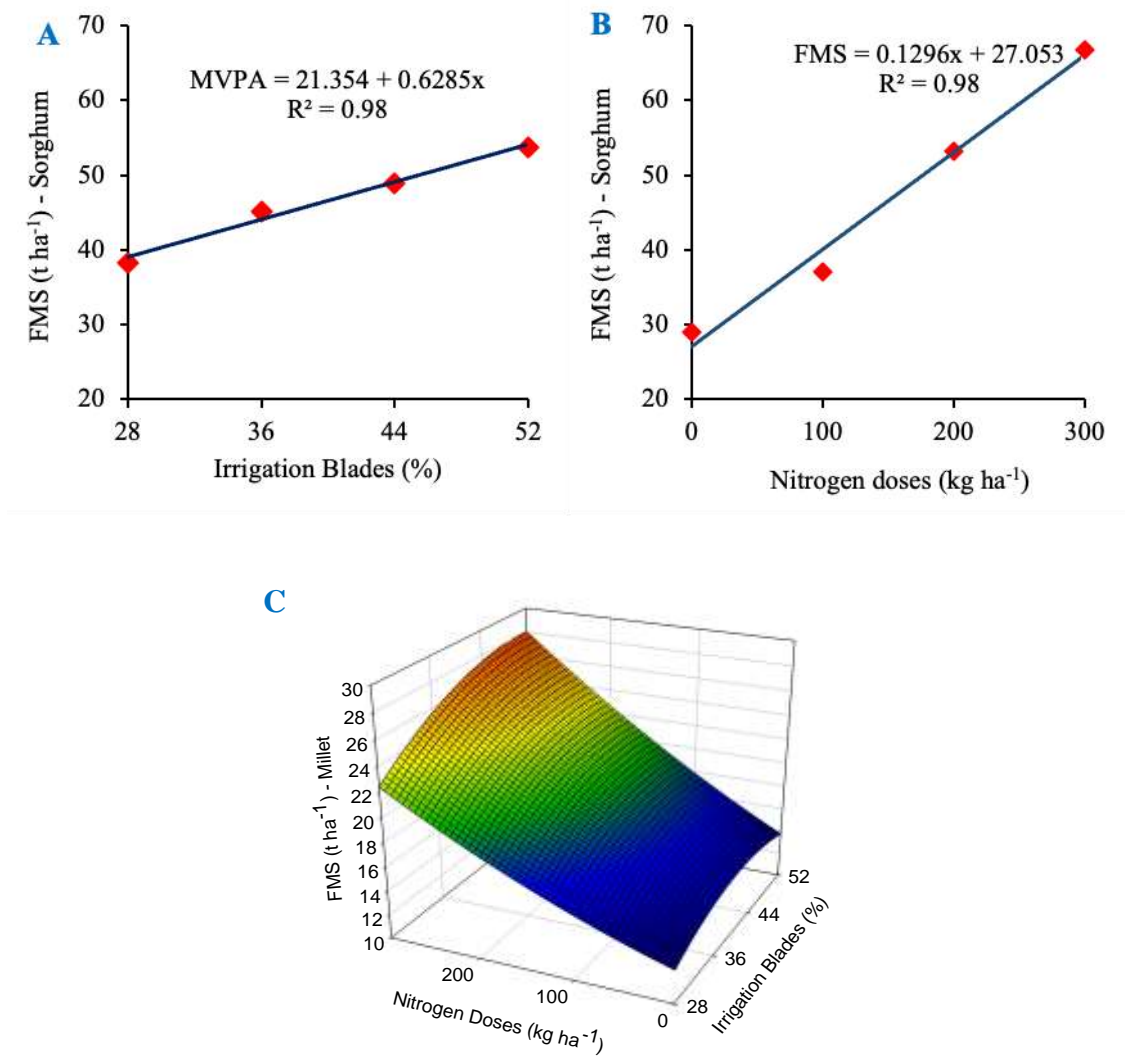 A
MVPA = 21.354 + 0.6285x
R² = 0.98
FMS (t ha⁻¹) - Sorghum
70
60
50
40
30
20
28 36 44 52
Irrigation Blades (%)
B
FMS = 0.1296x + 27.053
R² = 0.98
FMS (t ha⁻¹) - Sorghum
70
60
50
40
30
20
0 100 200 300
Nitrogen doses (kg ha⁻¹)
C
FMS (t ha⁻¹) - Millet
30
28
26
24
22
20
18
16
14
12
10
200
100
0
Nitrogen Doses (kg ha⁻¹)
52
44
36
28
Irrigation Blades (%)